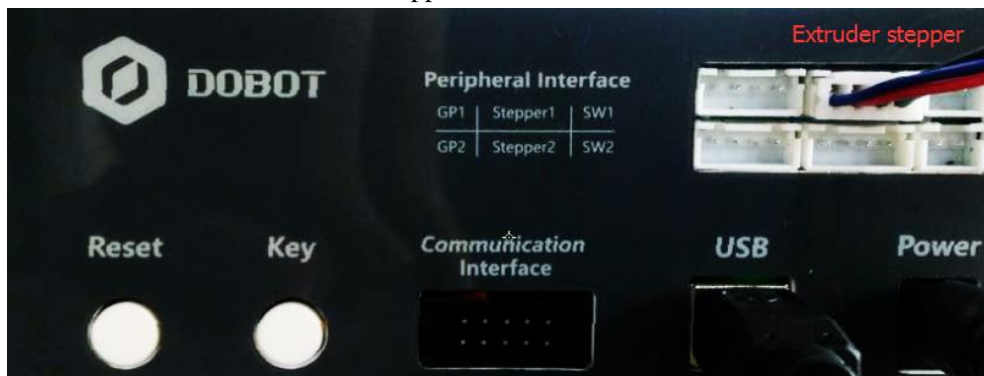 Extruder stepper
DOBOT
Peripheral Interface
GP1 Stepper1 SW1
GP2 Stepper2 SW2
Reset Key Communication Interface USB Power